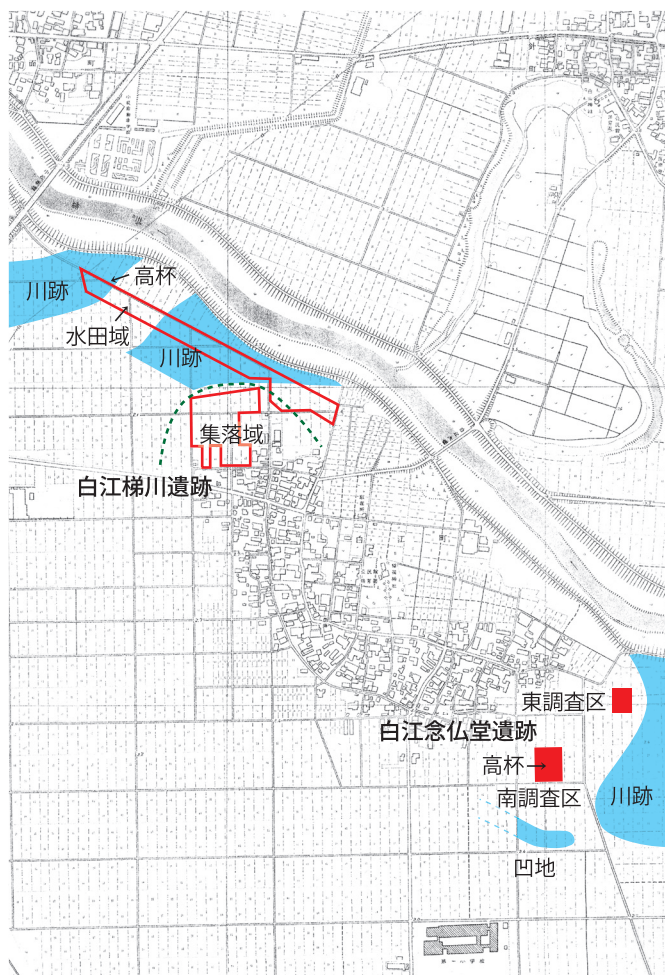 高杯
川跡
水田域
川跡
集落域
白江梯川遺跡
東調査区
白江念仏堂遺跡
高杯
南調査区
川跡
凹地